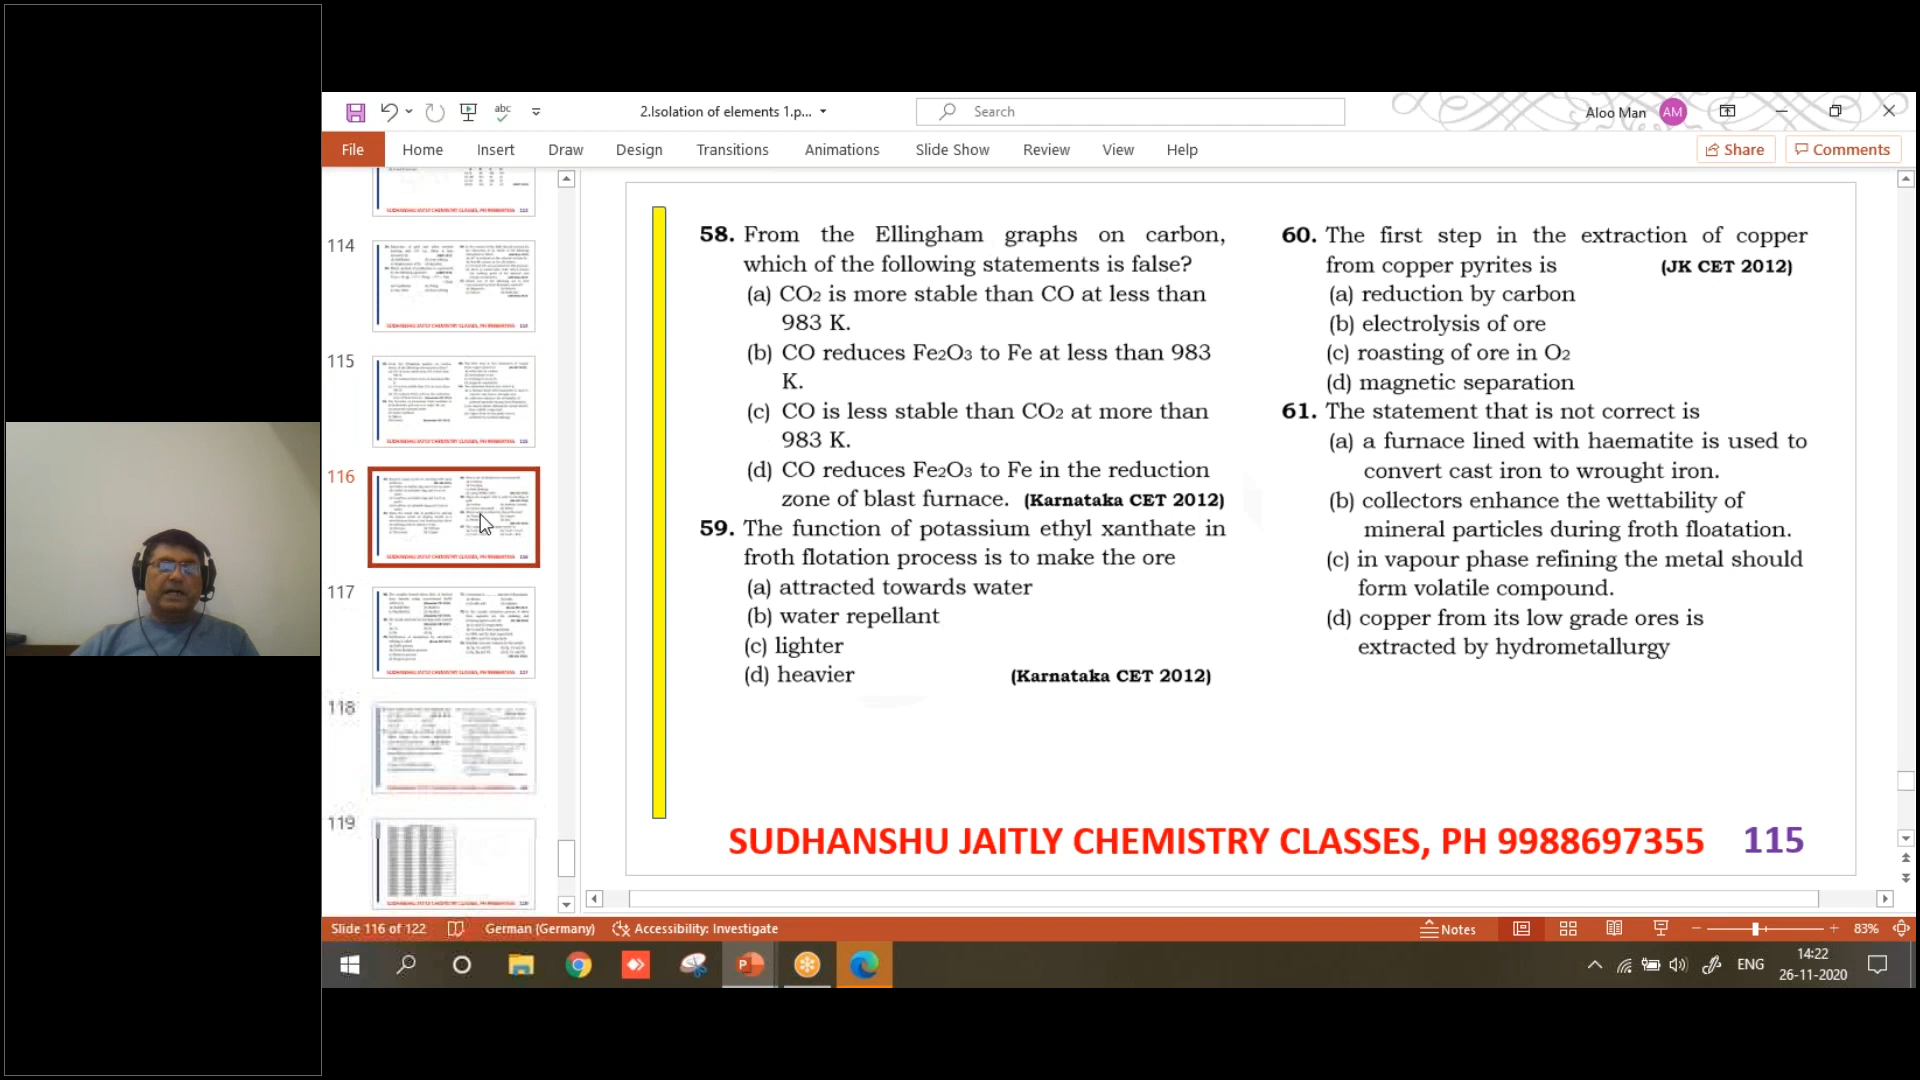 abc
2.Isolation of elements 1.p...
Search
Aloo Man
AM
File
Home
Insert
Draw
Design
Transitions
Animations
Slide Show
Review
View
Help
Share
Comments
114
115
116
117
118
119
58. From the Ellingham graphs on carbon,
which of the following statements is false?
(a) CO2 is more stable than CO at less than
983 K.
(b) CO reduces Fe2O3 to Fe at less than 983
K.
(c) CO is less stable than CO2 at more than
983 K.
(d) CO reduces Fe2O3 to Fe in the reduction
zone of blast furnace. (Karnataka CET 2012)
59. The function of potassium ethyl xanthate in
froth flotation process is to make the ore
(a) attracted towards water
(b) water repellant
(c) lighter
(d) heavier (Karnataka CET 2012)
60. The first step in the extraction of copper
from copper pyrites is (JK CET 2012)
(a) reduction by carbon
(b) electrolysis of ore
(c) roasting of ore in O2
(d) magnetic separation
61. The statement that is not correct is
(a) a furnace lined with haematite is used to
convert cast iron to wrought iron.
(b) collectors enhance the wettability of
mineral particles during froth floatation.
(c) in vapour phase refining the metal should
form volatile compound.
(d) copper from its low grade ores is
extracted by hydrometallurgy
SUDHANSHU JAITLY CHEMISTRY CLASSES, PH 9988697355 115
Slide 116 of 122
German (Germany)
Accessibility: Investigate
Notes
83%
ENG
14:22
26-11-2020